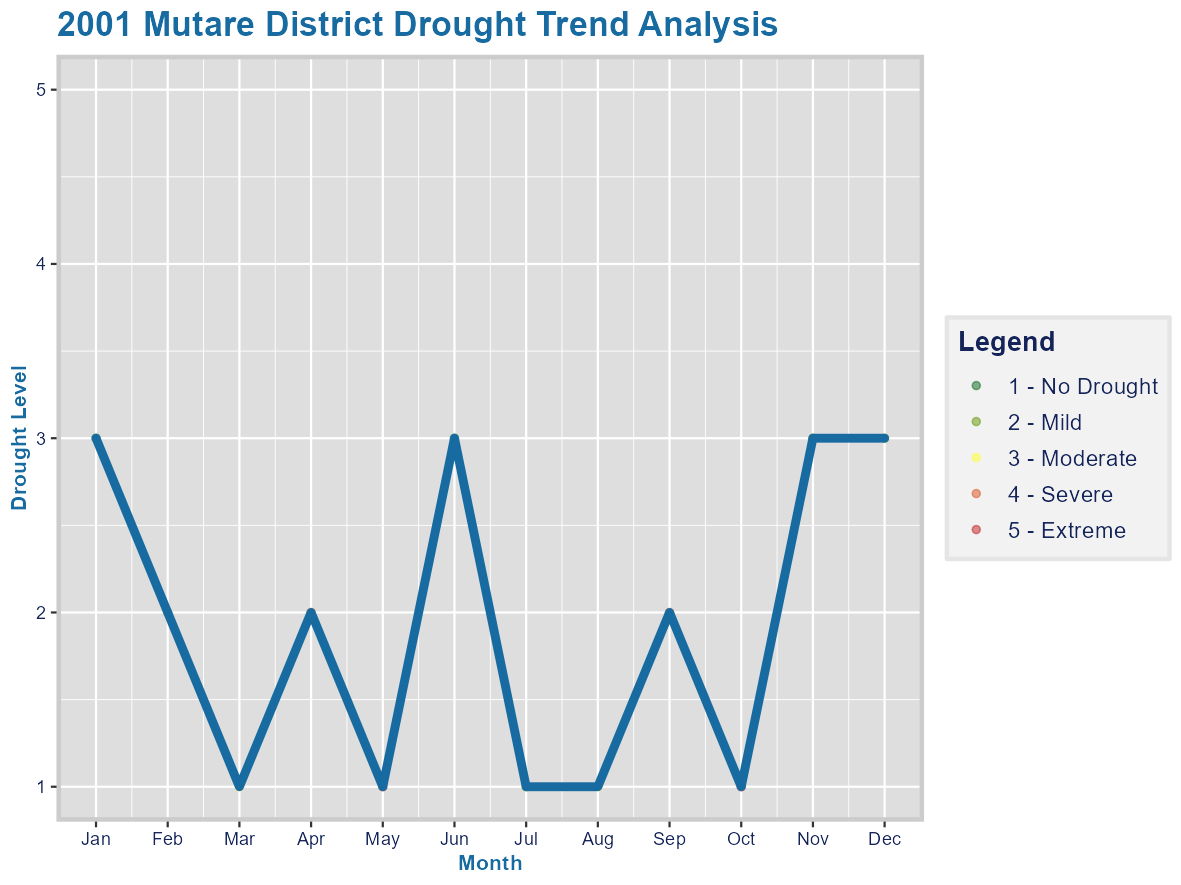 2001 Mutare District Drought Trend Analysis
Drought Level
5
4
3
2
1
Jan Feb Mar Apr May Jun Jul Aug Sep Oct Nov Dec
Month
Legend
1 - No Drought
2 - Mild
3 - Moderate
4 - Severe
5 - Extreme